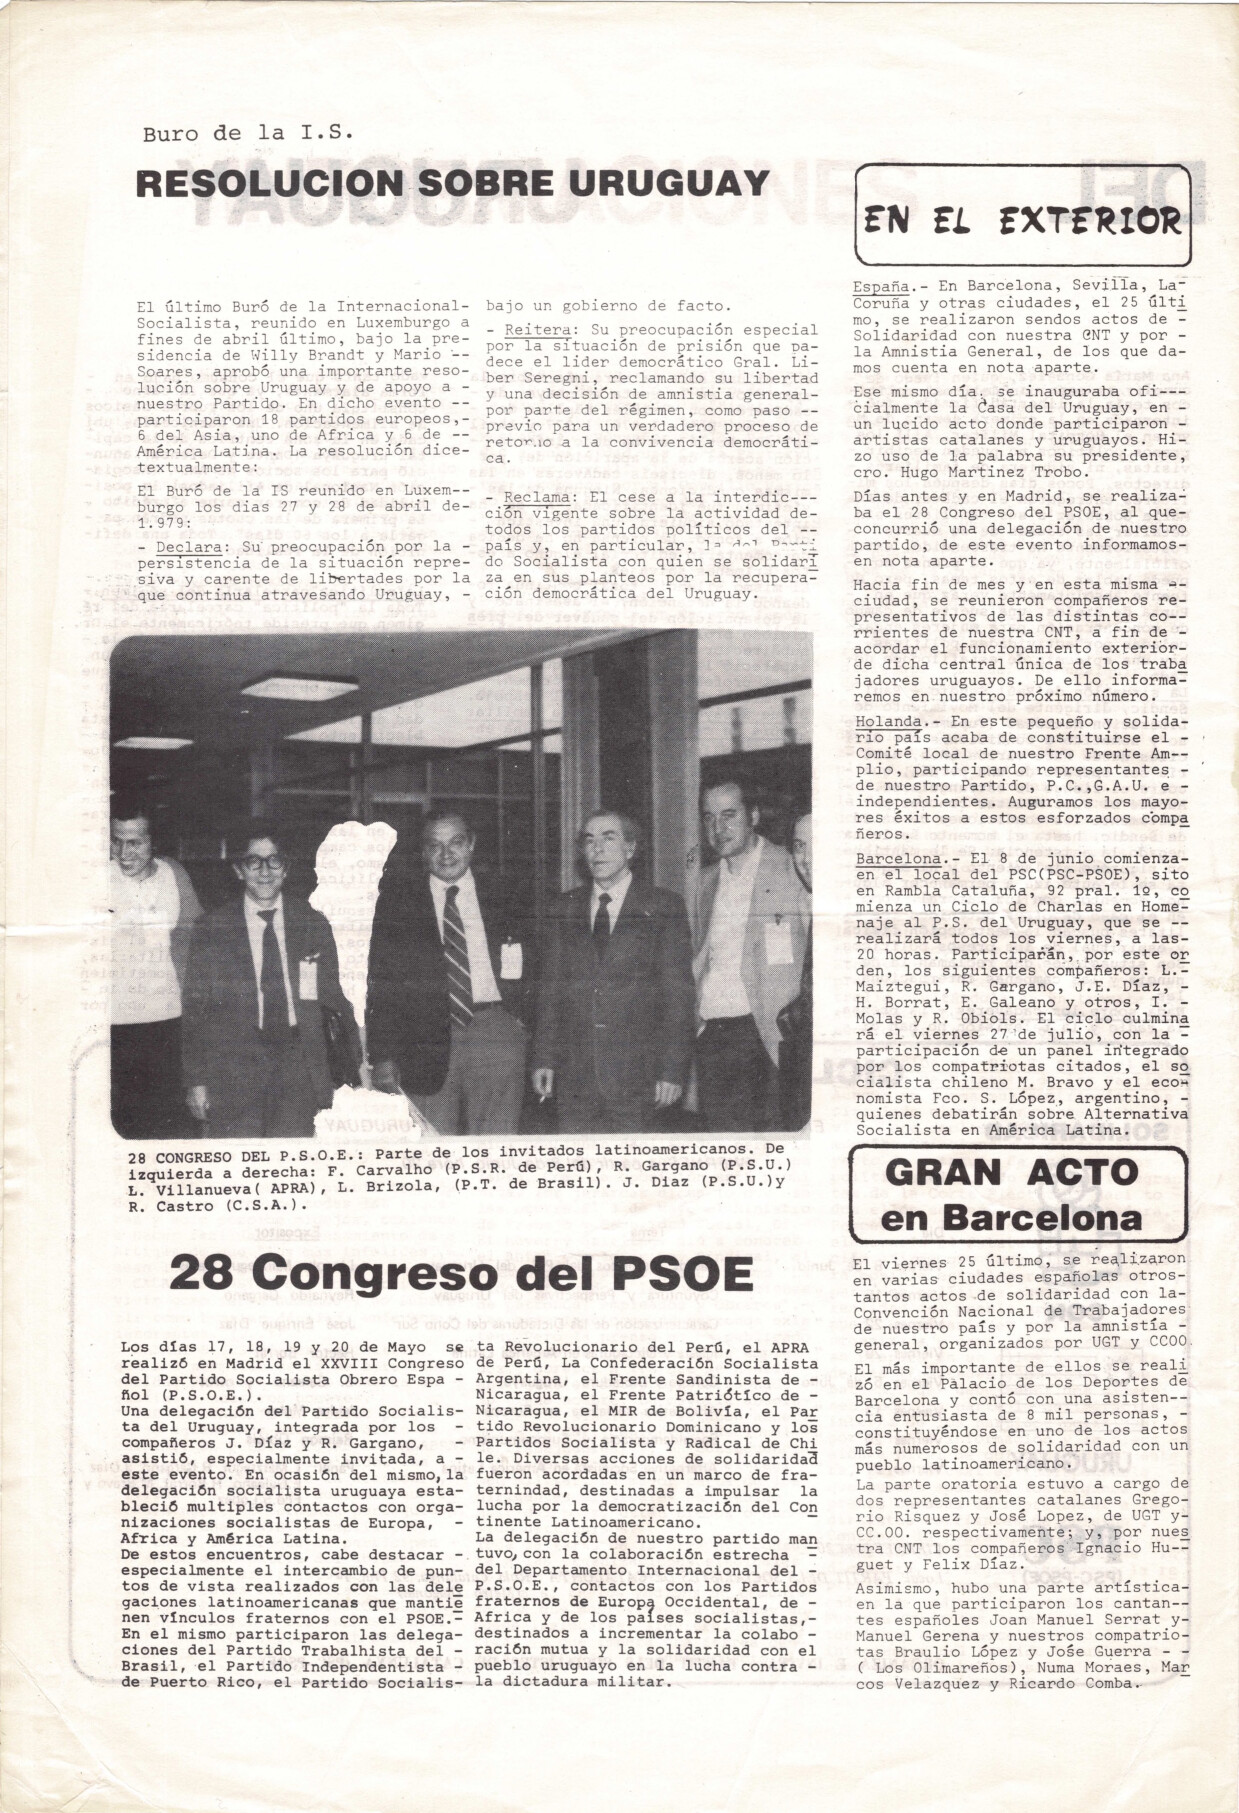 Buro de la I.S.
RESOLUCION SOBRE URUGUAY
El último Buró de la Internacional-
Socialista, reunido en Luxemburgo a
fines de abril último, bajo la pre-
sidencia de Willy Brandt y Mario --
Soares, aprobó una importante reso-
lución sobre Uruguay y de apoyo a -
nuestro Partido. En dicho evento --
participaron 18 partidos europeos,-
6 del Asia, uno de Africa y 6 de --
América Latina. La resolución dice-
textualmente:
El Buró de la IS reunido en Luxem--
burgo los dias 27 y 28 de abril de-
1.979:
- Declara: Su preocupación por la -
persistencia de la situación repre-
siva y carente de libertades por la
que continua atravesando Uruguay, -
bajo un gobierno de facto.
- Reitera: Su preocupación especial
por la situación de prisión que pa-
dece el lider democrático Gral. Li-
ber Seregni, reclamando su libertad
y una decisión de amnistia general-
por parte del régimen, como paso --
previo para un verdadero proceso de
retorno a la convivencia democráti-
ca.
- Reclama: El cese a la interdic---
ción vigente sobre la actividad de-
todos los partidos políticos del --
país y, en particular, la del Parti
do Socialista con quien se solidari
za en sus planteos por la recupera-
ción democrática del Uruguay.
28 CONGRESO DEL P.S.O.E.: Parte de los invitados latinoamericanos. De
izquierda a derecha: F. Carvalho (P.S.R. de Perú), R. Gargano (P.S.U.)
L. Villanueva( APRA), L. Brizola, (P.T. de Brasil). J. Diaz (P.S.U.)y
R. Castro (C.S.A.).
28 Congreso del PSOE
Los días 17, 18, 19 y 20 de Mayo se
realizó en Madrid el XXVIII Congreso
del Partido Socialista Obrero Espa -
ñol (P.S.O.E.).
Una delegación del Partido Socialis-
ta del Uruguay, integrada por los -
compañeros J. Díaz y R. Gargano, -
asistió, especialmente invitada, a -
este evento. En ocasión del mismo,la
delegación socialista uruguaya esta-
bleció multiples contactos con orga-
nizaciones socialistas de Europa, -
Africa y América Latina.
De estos encuentros, cabe destacar -
especialmente el intercambio de pun-
tos de vista realizados con las dele
gaciones latinoamericanas que mantie
nen vínculos fraternos con el PSOE.-
En el mismo participaron las delega-
ciones del Partido Trabalhista del -
Brasil, el Partido Independentista -
de Puerto Rico, el Partido Socialis-
ta Revolucionario del Perú, el APRA
de Perú, La Confederación Socialista
Argentina, el Frente Sandinista de -
Nicaragua, el Frente Patriótico de -
Nicaragua, el MIR de Bolivía, el Par
tido Revolucionario Dominicano y los
Partidos Socialista y Radical de Chi
le. Diversas acciones de solidaridad
fueron acordadas en un marco de fra-
ternindad, destinadas a impulsar la
lucha por la democratización del Con
tinente Latinoamericano.
La delegación de nuestro partido man
tuvo, con la colaboración estrecha -
del Departamento Internacional del -
P.S.O.E., contactos con los Partidos
fraternos de Europa Occidental, de -
Africa y de los países socialistas,-
destinados a incrementar la colabo -
ración mutua y la solidaridad con el
pueblo uruguayo en la lucha contra -
la dictadura militar.
EN EL EXTERIOR
España.- En Barcelona, Sevilla, La-
Coruña y otras ciudades, el 25 últi
mo, se realizaron sendos actos de -
Solidaridad con nuestra CNT y por -
la Amnistia General, de los que da-
mos cuenta en nota aparte.
Ese mismo día, se inauguraba ofi---
cialmente la Casa del Uruguay, en -
un lucido acto donde participaron -
artistas catalanes y uruguayos. Hi-
zo uso de la palabra su presidente,
cro. Hugo Martinez Trobo.
Días antes y en Madrid, se realiza-
ba el 28 Congreso del PSOE, al que-
concurrió una delegación de nuestro
partido, de este evento informamos-
en nota aparte.
Hacia fin de mes y en esta misma --
ciudad, se reunieron compañeros re-
presentativos de las distintas co--
rrientes de nuestra CNT, a fin de -
acordar el funcionamiento exterior-
de dicha central única de los traba
jadores uruguayos. De ello informa-
remos en nuestro próximo número.
Holanda.- En este pequeño y solida-
rio país acaba de constituirse el -
Comité local de nuestro Frente Am--
plio, participando representantes -
de nuestro Partido, P.C.,G.A.U. e -
independientes. Auguramos los mayo-
res éxitos a estos esforzados compa
ñeros.
Barcelona.- El 8 de junio comienza-
en el local del PSC(PSC-PSOE), sito
en Rambla Cataluña, 92 pral. 1º, co
mienza un Ciclo de Charlas en Home-
naje al P.S. del Uruguay, que se --
realizará todos los viernes, a las-
20 horas. Participarán, por este or
den, los siguientes compañeros: L.-
Maiztegui, R. Gargano, J.E. Díaz, -
H. Borrat, E. Galeano y otros, I. -
Molas y R. Obiols. El ciclo culmina
rá el viernes 27 de julio, con la -
participación de un panel integrado
por los compatriotas citados, el so
cialista chileno M. Bravo y el eco-
nomista Fco. S. López, argentino, -
quienes debatirán sobre Alternativa
Socialista en América Latina.
GRAN ACTO
en Barcelona
El viernes 25 último, se realizaron
en varias ciudades españolas otros-
tantos actos de solidaridad con la-
Convención Nacional de Trabajadores
de nuestro país y por la amnistía -
general, organizados por UGT y CCOO.
El más importante de ellos se reali
zó en el Palacio de los Deportes de
Barcelona y contó con una asisten--
cia entusiasta de 8 mil personas, -
constituyéndose en uno de los actos
más numerosos de solidaridad con un
pueblo latinoamericano.
La parte oratoria estuvo a cargo de
dos representantes catalanes Grego-
rio Risquez y José Lopez, de UGT y-
CC.OO. respectivamente; y, por nues
tra CNT los compañeros Ignacio Hu--
guet y Felix Díaz.
Asimismo, hubo una parte artística-
en la que participaron los cantan--
tes españoles Joan Manuel Serrat y-
Manuel Gerena y nuestros compatrio-
tas Braulio López y José Guerra - -
( Los Olimareños), Numa Moraes, Mar
cos Velazquez y Ricardo Comba.